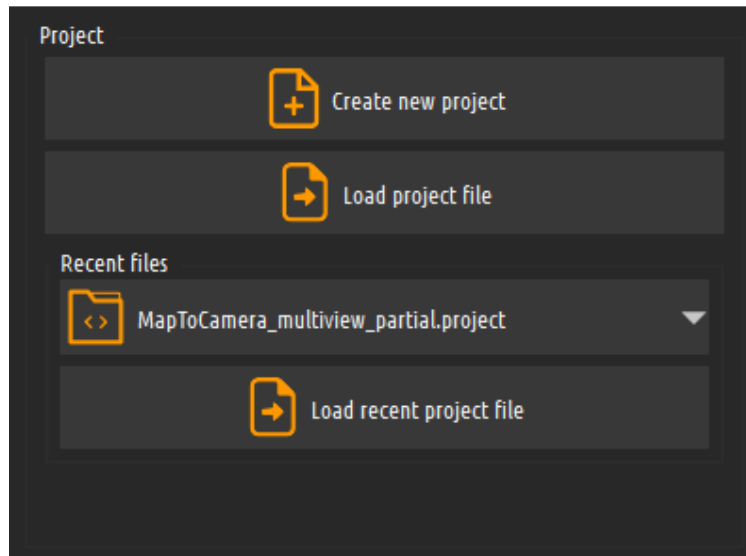 Project
Create new project
Load project file
Recent files
MapToCamera_multiview_partial.project
Load recent project file